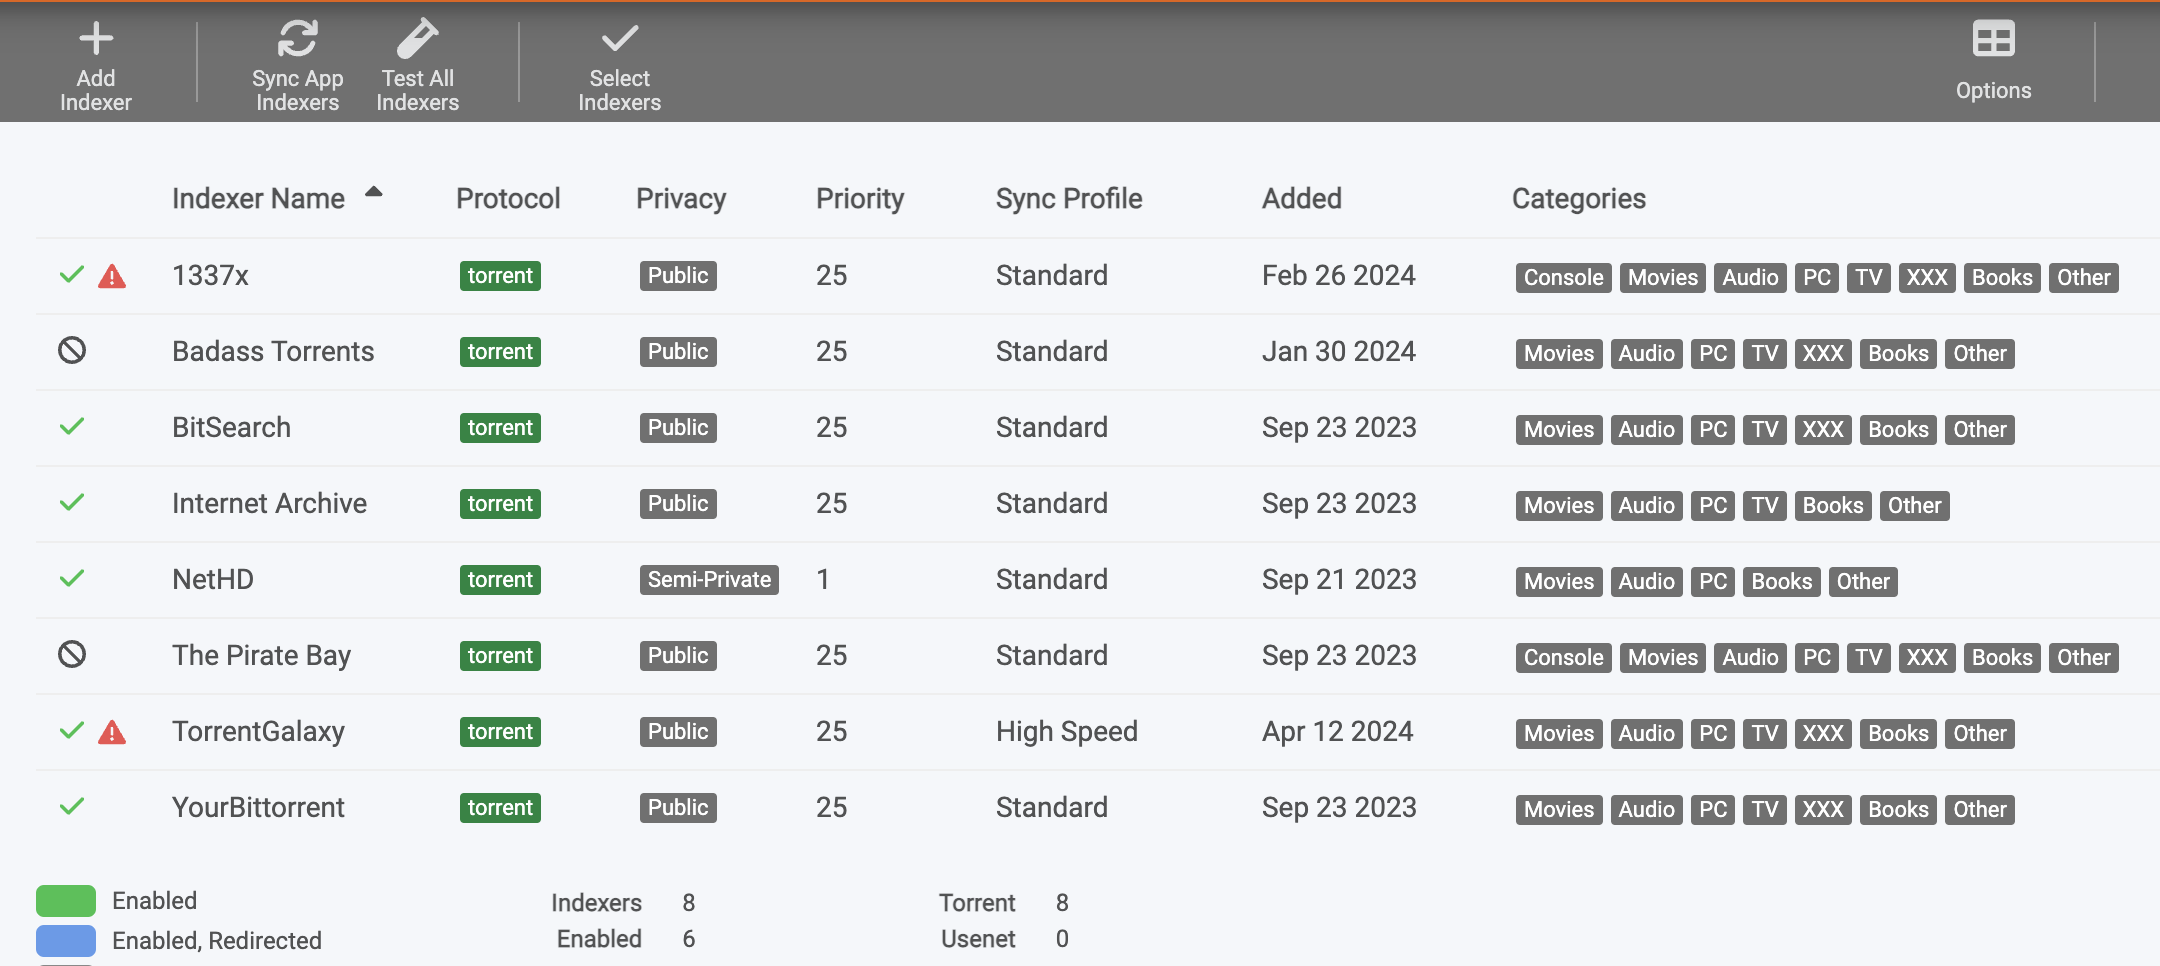 Add Indexer
Sync App Indexers
Test All Indexers
Select Indexers
Options
Indexer Name Protocol Privacy Priority Sync Profile Added Categories
1337x torrent Public 25 Standard Feb 26 2024 Console Movies Audio PC TV XXX Books Other
Badass Torrents torrent Public 25 Standard Jan 30 2024 Movies Audio PC TV XXX Books Other
BitSearch torrent Public 25 Standard Sep 23 2023 Movies Audio PC TV XXX Books Other
Internet Archive torrent Public 25 Standard Sep 23 2023 Movies Audio PC TV Books Other
NetHD torrent Semi-Private 1 Standard Sep 21 2023 Movies Audio PC Books Other
The Pirate Bay torrent Public 25 Standard Sep 23 2023 Console Movies Audio PC TV XXX Books Other
TorrentGalaxy torrent Public 25 High Speed Apr 12 2024 Movies Audio PC TV XXX Books Other
YourBittorrent torrent Public 25 Standard Sep 23 2023 Movies Audio PC TV XXX Books Other
Enabled Indexers 8 Torrent 8
Enabled, Redirected Enabled 6 Usenet 0